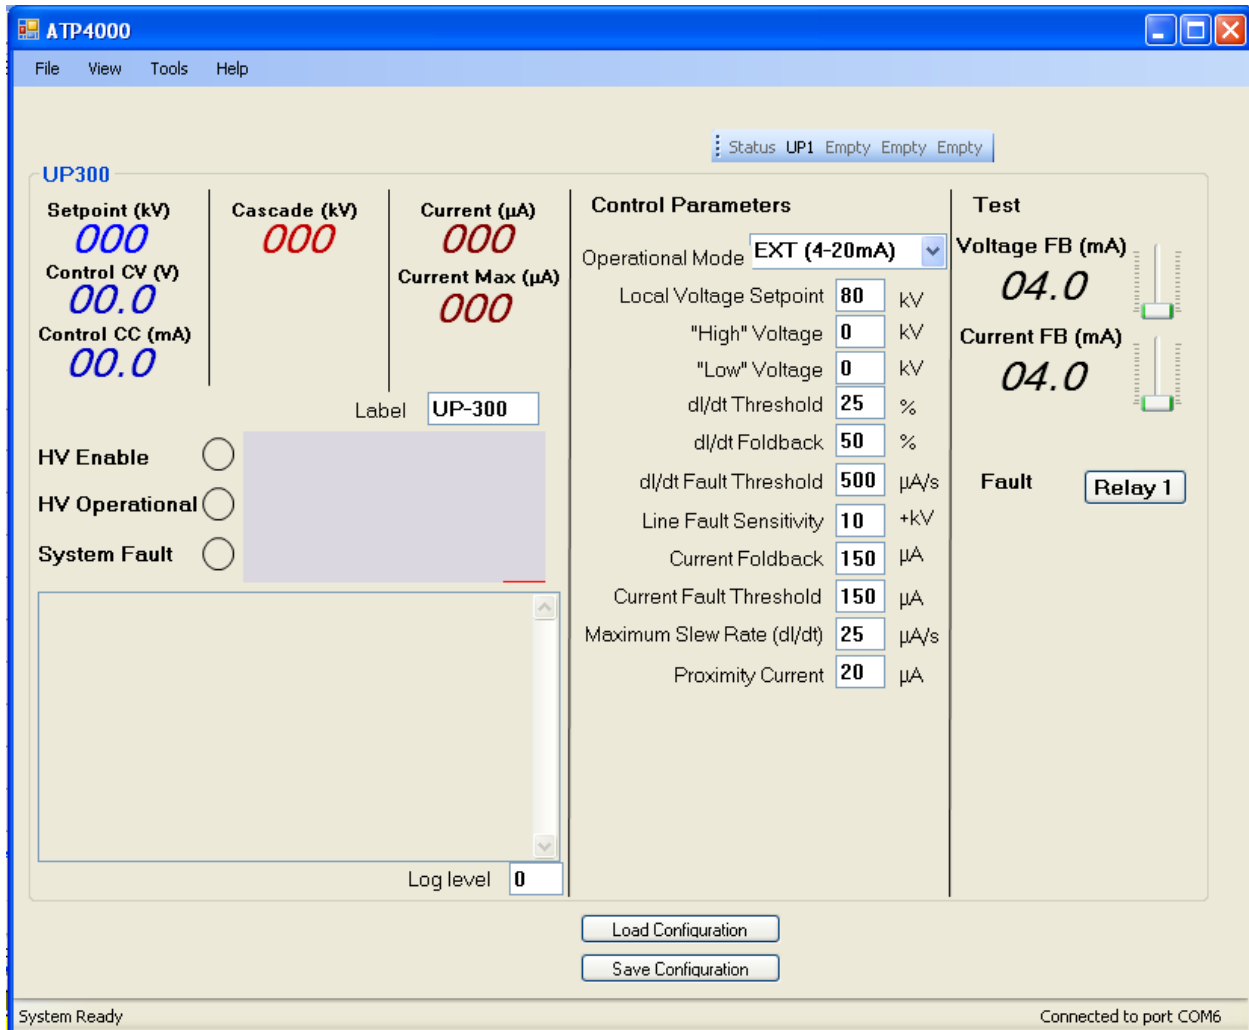 ATP4000
File View Tools Help
Status UP1 Empty Empty Empty
UP300
Setpoint (kV)
000
Control CV (V)
00.0
Control CC (mA)
00.0
Cascade (kV)
000
Current (µA)
000
Current Max (µA)
000
Label UP-300
HV Enable
HV Operational
System Fault
Log level 0
Control Parameters
Operational Mode EXT (4-20mA)
Local Voltage Setpoint 80 kV
"High" Voltage 0 kV
"Low" Voltage 0 kV
dI/dt Threshold 25 %
dI/dt Foldback 50 %
dI/dt Fault Threshold 500 µA/s
Line Fault Sensitivity 10 +kV
Current Foldback 150 µA
Current Fault Threshold 150 µA
Maximum Slew Rate (dI/dt) 25 µA/s
Proximity Current 20 µA
Test
Voltage FB (mA)
04.0
Current FB (mA)
04.0
Fault Relay 1
Load Configuration
Save Configuration
System Ready Connected to port COM6